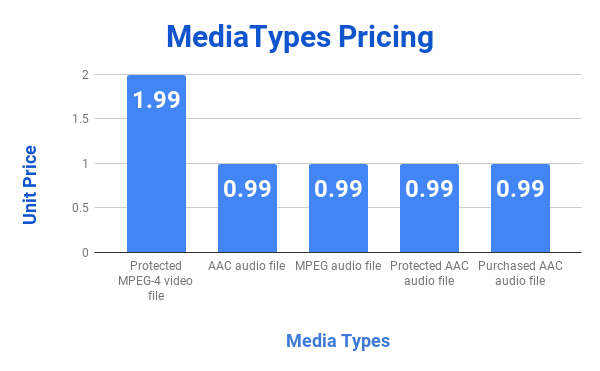 MediaTypes Pricing
Unit Price
2
1.5
1
0.5
0
1.99
0.99
0.99
0.99
0.99
Protected
MPEG-4 video
file
AAC audio file
MPEG audio file
Protected AAC
audio file
Purchased AAC
audio file
Media Types